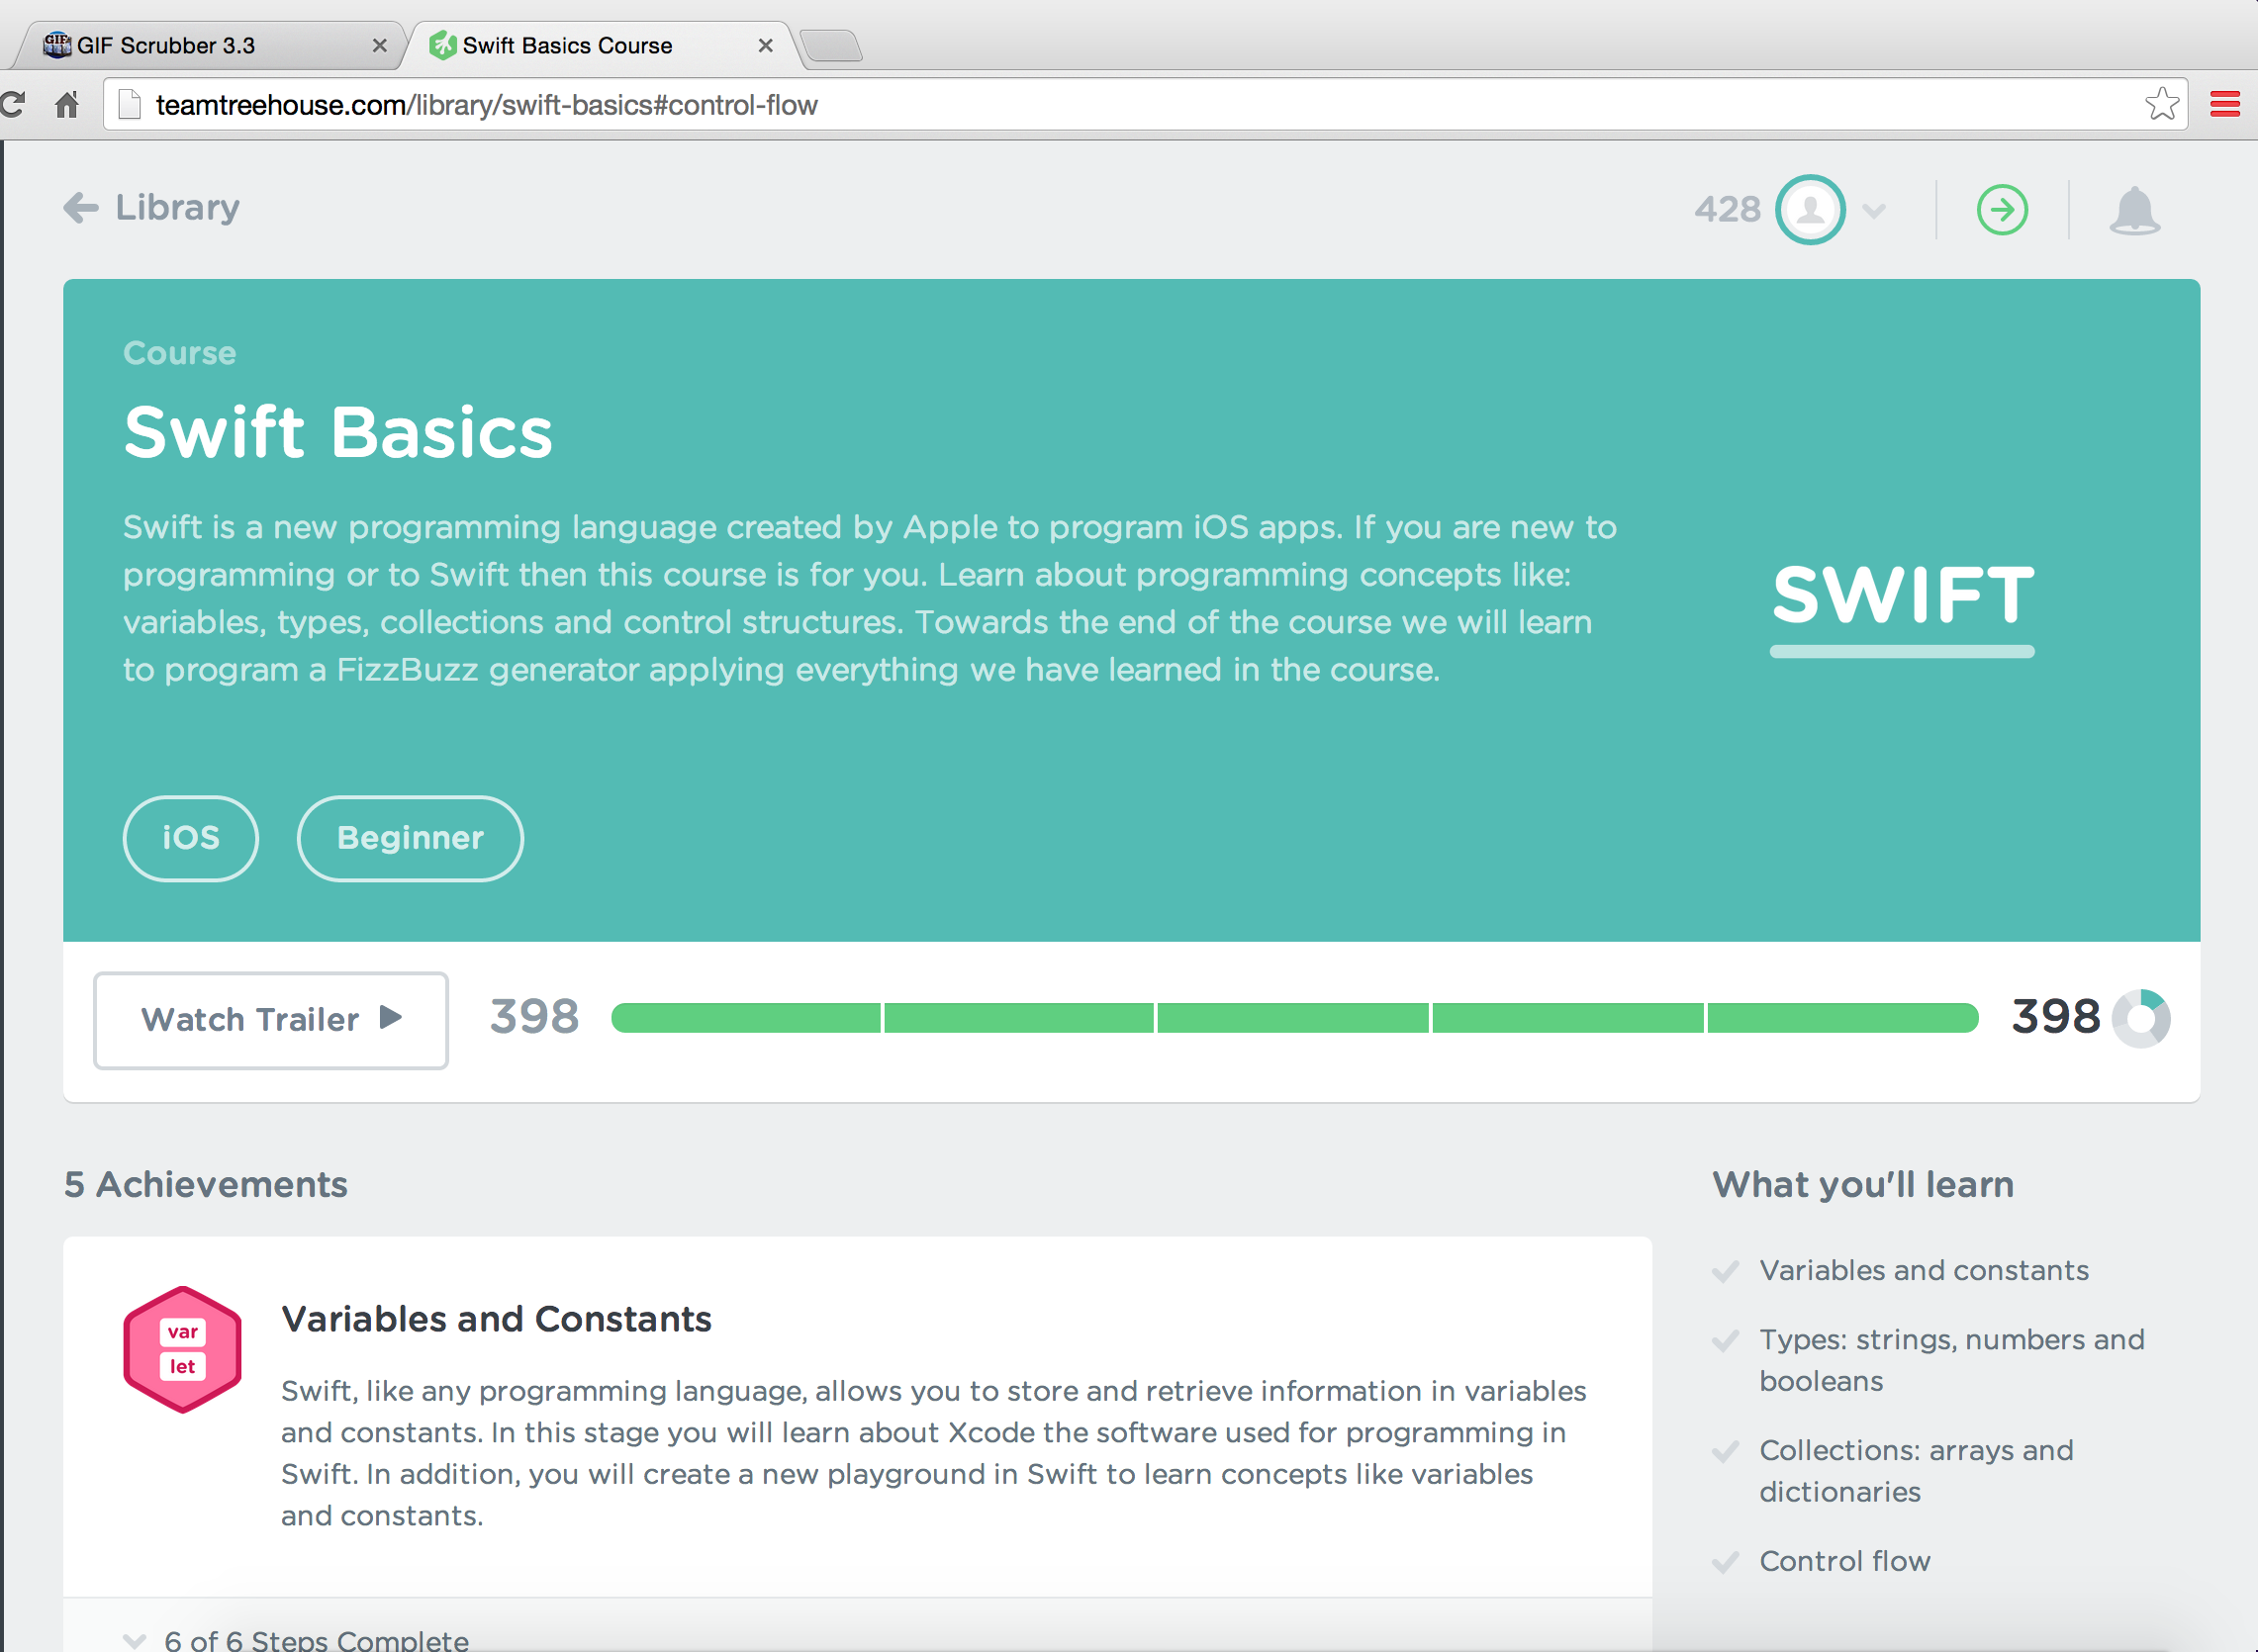 GIF Scrubber 3.3
Swift Basics Course
teamtreehouse.com/library/swift-basics#control-flow
Library
428
Course
Swift Basics
Swift is a new programming language created by Apple to program iOS apps. If you are new to
programming or to Swift then this course is for you. Learn about programming concepts like:
variables, types, collections and control structures. Towards the end of the course we will learn
to program a FizzBuzz generator applying everything we have learned in the course.
SWIFT
iOS
Beginner
Watch Trailer
398
398
5 Achievements
var
let
Variables and Constants
Swift, like any programming language, allows you to store and retrieve information in variables
and constants. In this stage you will learn about Xcode the software used for programming in
Swift. In addition, you will create a new playground in Swift to learn concepts like variables
and constants.
6 of 6 Steps Complete
What you'll learn
Variables and constants
Types: strings, numbers and
booleans
Collections: arrays and
dictionaries
Control flow